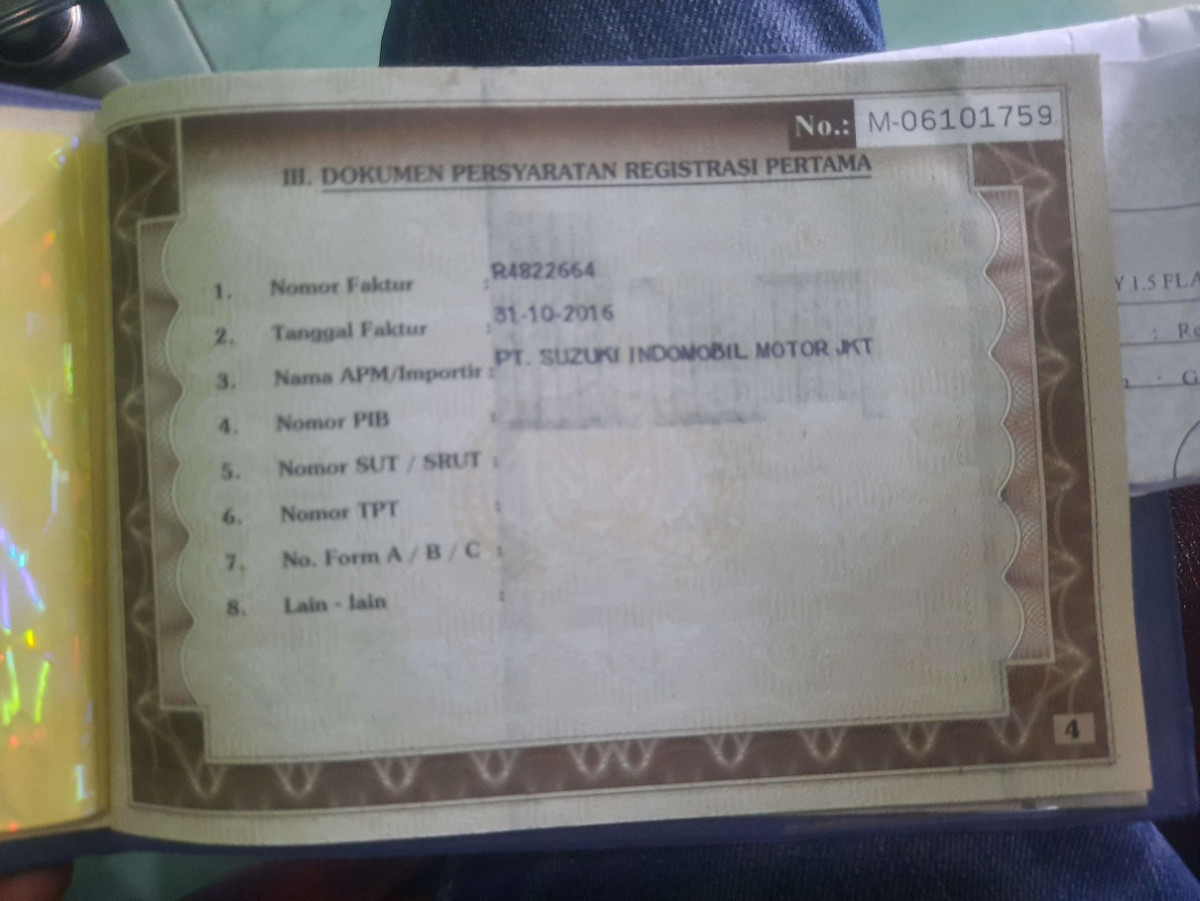 No.: M-06101759
III. DOKUMEN PERSYARATAN REGISTRASI PERTAMA
1. Nomor Faktur : R4822664
2. Tanggal Faktur : 31-10-2016
3. Nama APM/Importir : PT. SUZUKI INDOMOBIL MOTOR JKT
4. Nomor PIB :
5. Nomor SUT / SRUT :
6. Nomor TPT :
7. No. Form A / B / C :
8. Lain - lain :
4
1.5